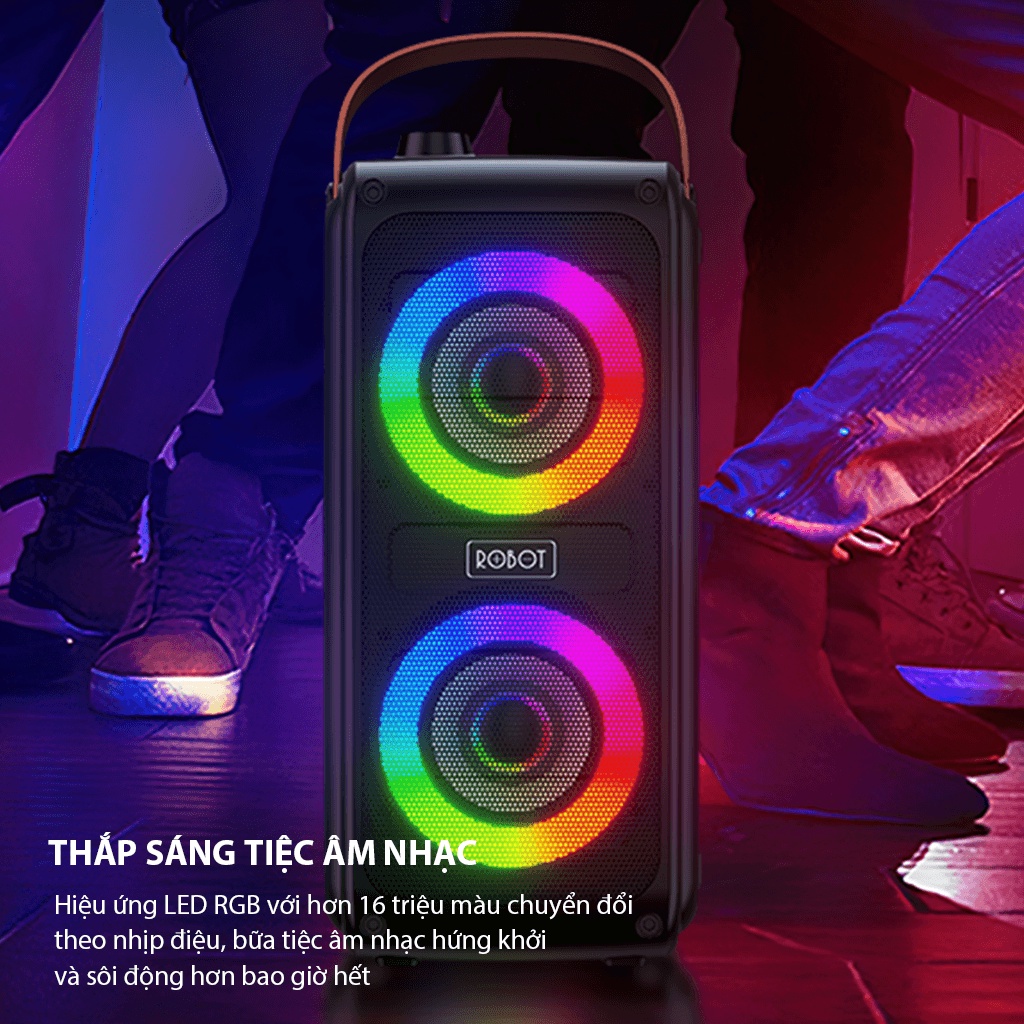 ROBOT
THẮP SÁNG TIỆC ÂM NHẠC
Hiệu ứng LED RGB với hơn 16 triệu màu chuyển đổi
theo nhịp điệu, bữa tiệc âm nhạc hứng khởi
và sôi động hơn bao giờ hết